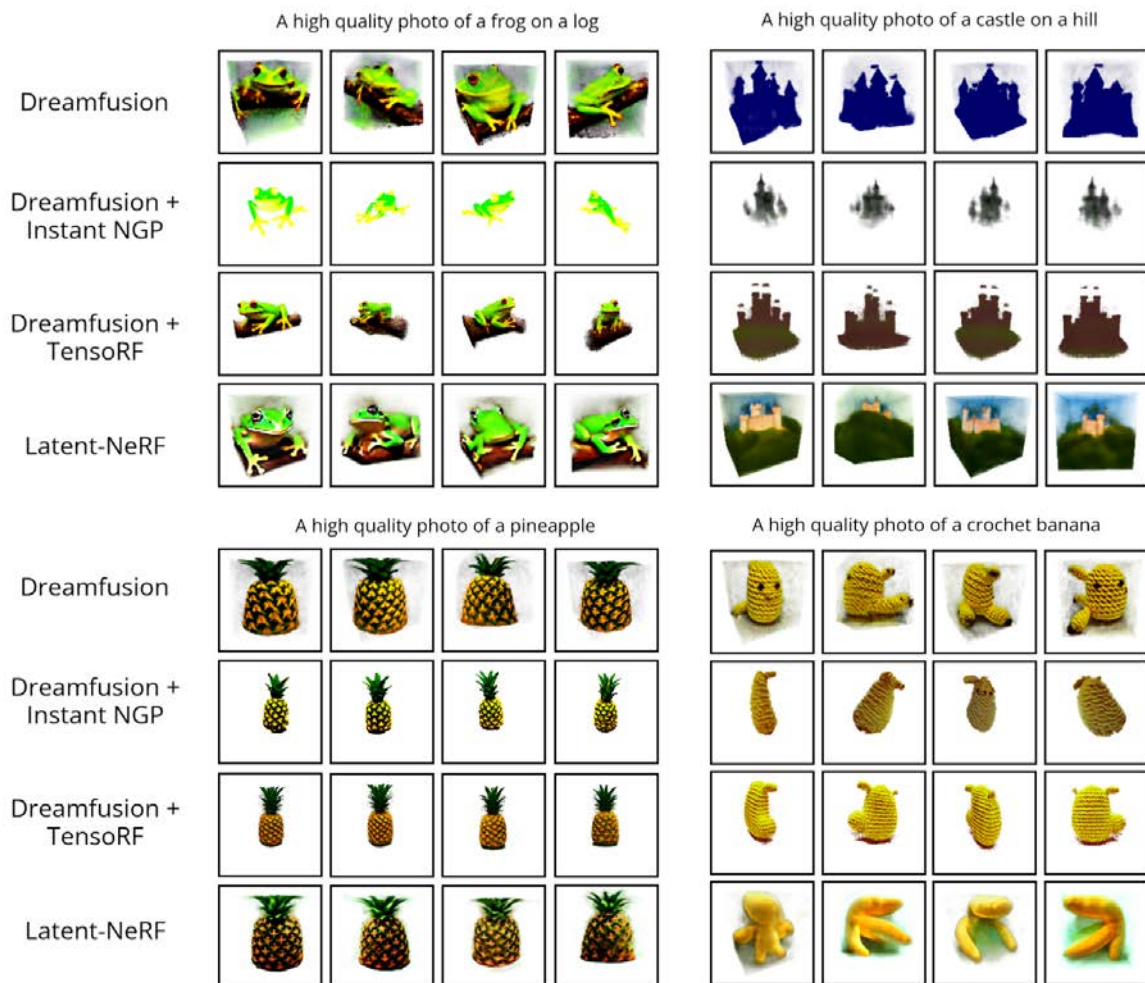 A high quality photo of a frog on a log
A high quality photo of a castle on a hill
Dreamfusion
Dreamfusion +
Instant NGP
Dreamfusion +
TensoRF
Latent-NeRF
A high quality photo of a pineapple
A high quality photo of a crochet banana
Dreamfusion
Dreamfusion +
Instant NGP
Dreamfusion +
TensoRF
Latent-NeRF